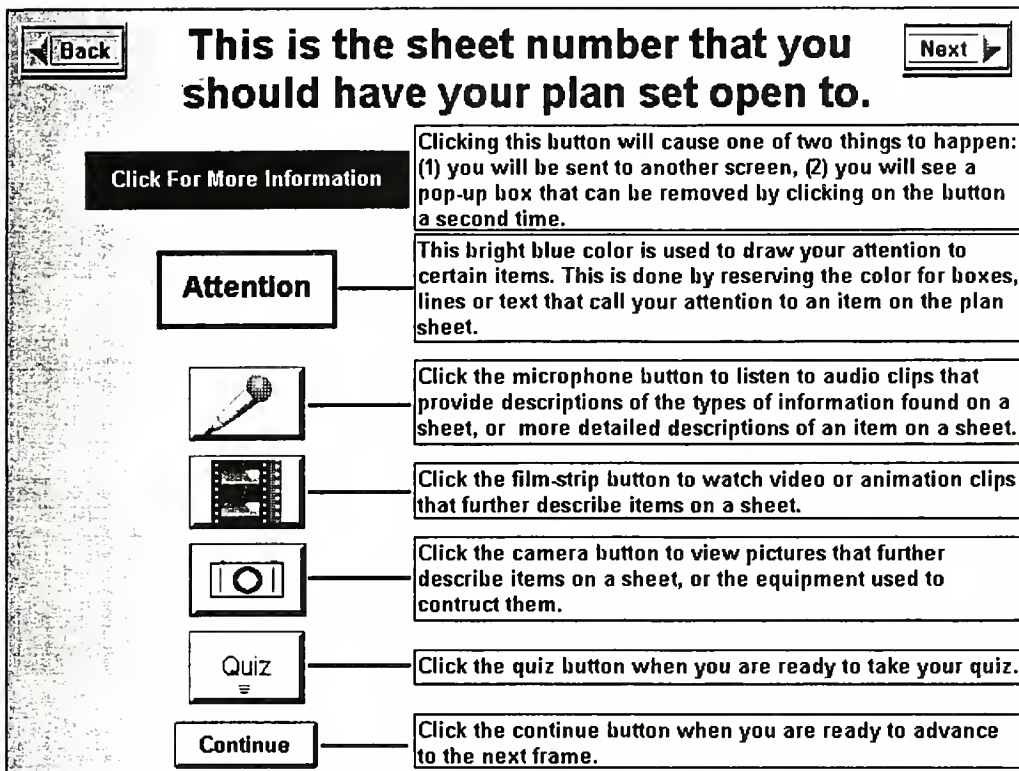 Back
This is the sheet number that you
Next
should have your plan set open to.
Click For More Information
Clicking this button will cause one of two things to happen:
(1) you will be sent to another screen, (2) you will see a
pop-up box that can be removed by clicking on the button
a second time.
Attention
This bright blue color is used to draw your attention to
certain items. This is done by reserving the color for boxes,
lines or text that call your attention to an item on the plan
sheet.
Click the microphone button to listen to audio clips that
provide descriptions of the types of information found on a
sheet, or more detailed descriptions of an item on a sheet.
Click the film-strip button to watch video or animation clips
that further describe items on a sheet.
Click the camera button to view pictures that further
describe items on a sheet, or the equipment used to
contruct them.
Quiz
Click the quiz button when you are ready to take your quiz.
Continue
Click the continue button when you are ready to advance
to the next frame.